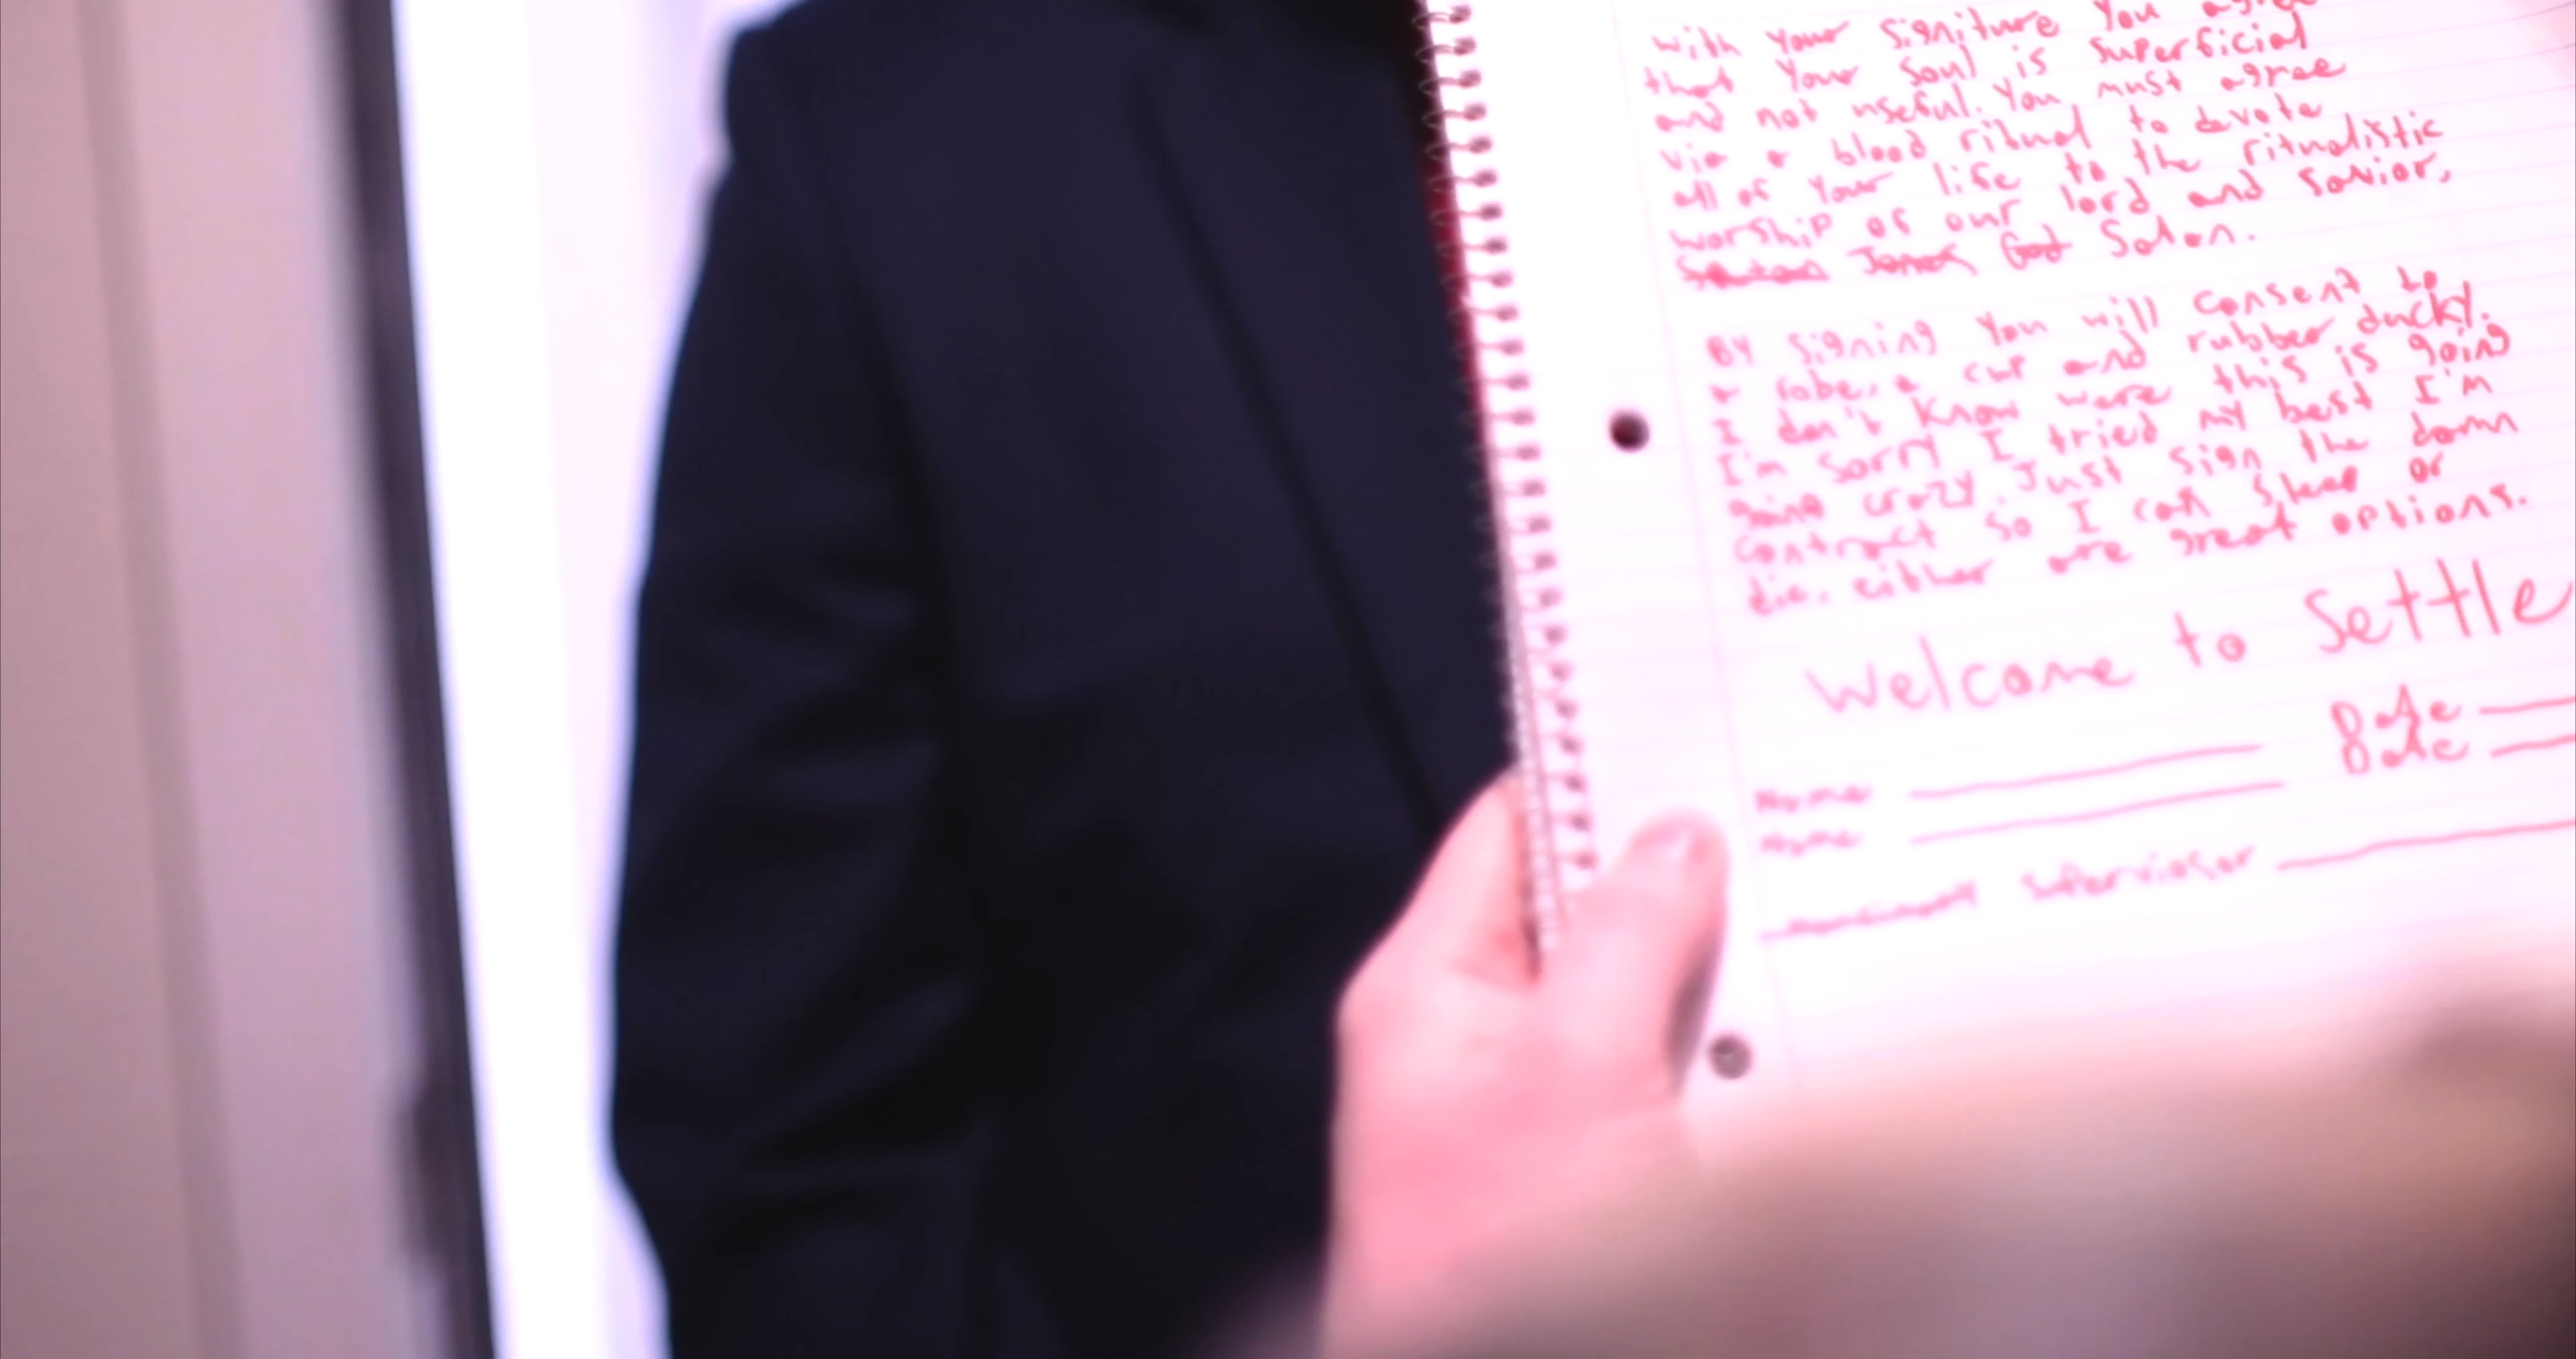 with your signiture you agree
that your soul is superficial
and not useful. You must agree
via a blood ritual to devote
all of your life to the ritualistic
worship of our lord and savior,
God Satan.
By signing you will consent to
a robe, a cup and rubber ducky.
I don't know were this is going
I'm sorry I tried my best I'm
going crazy. Just sign the damn
contract so I can sleep or
die. either are great options.
Welcome to Settle
Name Date
Name Date
superviosor